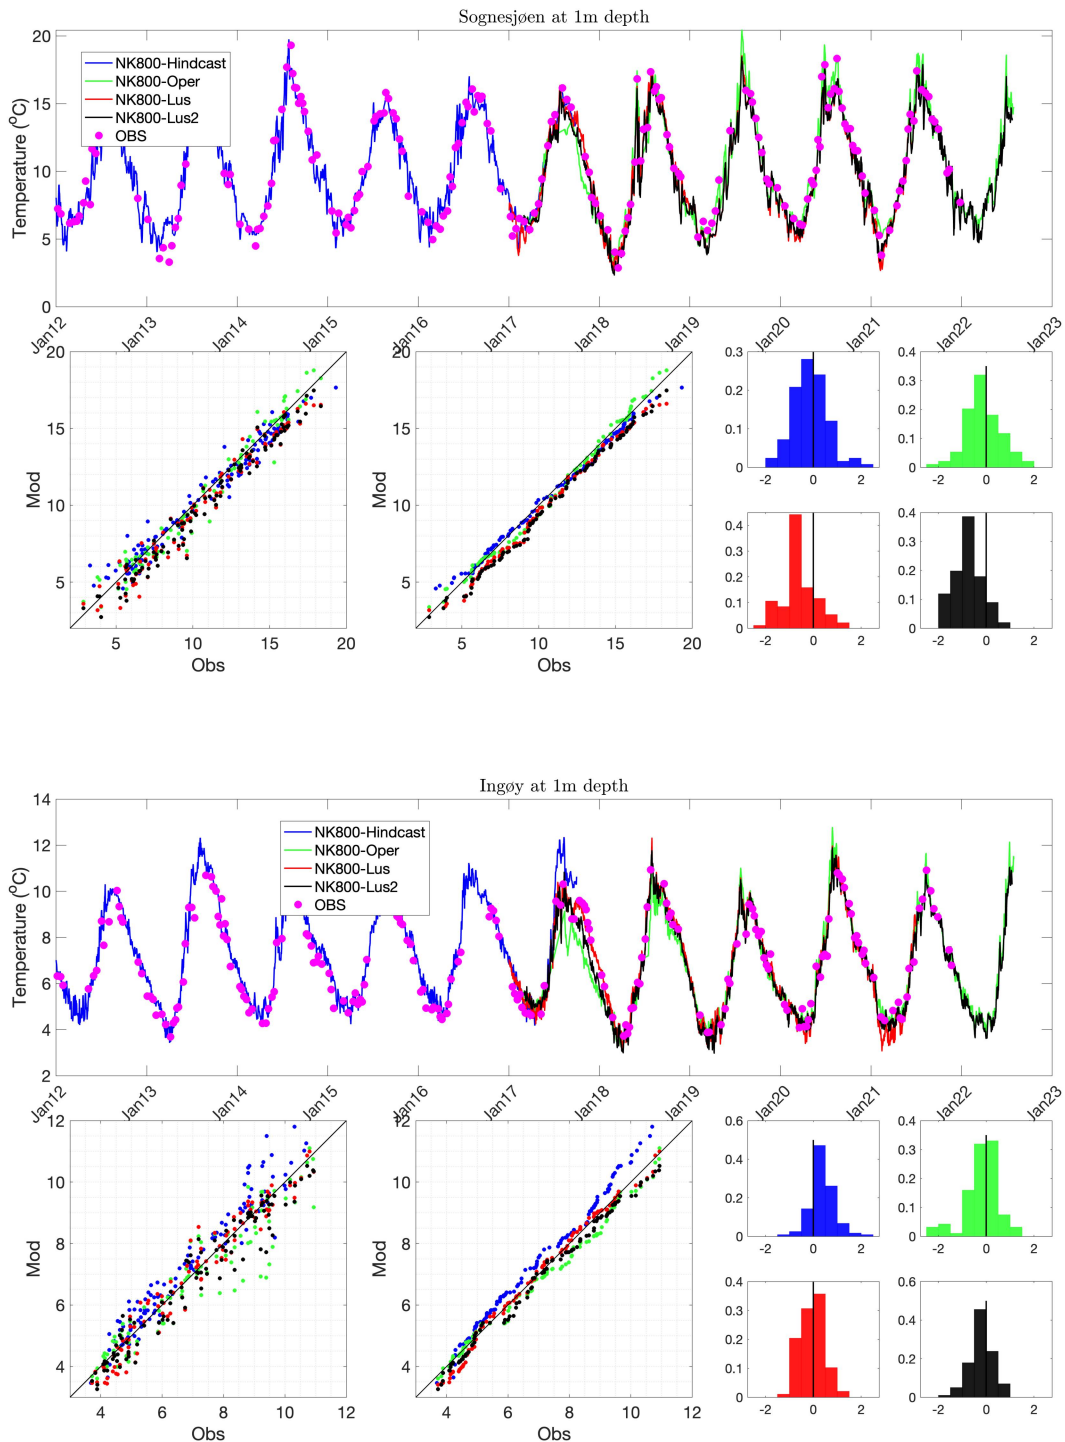 Sognesjøen at 1m depth
NK800-Hindcast
NK800-Oper
NK800-Lus
NK800-Lus2
OBS
Temperature (°C)
20
15
10
5
0
Jan12 Jan13 Jan14 Jan15 Jan16 Jan17 Jan18 Jan19 Jan20 Jan21 Jan22 Jan23
20
15
10
5
Mod
5 10 15 20
Obs
20
15
10
5
Mod
5 10 15 20
Obs
0.3
0.2
0.1
0
-2 0 2
0.4
0.3
0.2
0.1
0
-2 0 2
0.4
0.3
0.2
0.1
0
-2 0 2
0.4
0.3
0.2
0.1
0
-2 0 2
Ingøy at 1m depth
NK800-Hindcast
NK800-Oper
NK800-Lus
NK800-Lus2
OBS
Temperature (°C)
14
12
10
8
6
4
2
Jan12 Jan13 Jan14 Jan15 Jan16 Jan17 Jan18 Jan19 Jan20 Jan21 Jan22 Jan23
12
10
8
6
4
Mod
4 6 8 10 12
Obs
12
10
8
6
4
Mod
4 6 8 10 12
Obs
0.6
0.4
0.2
0
-2 0 2
0.4
0.3
0.2
0.1
0
-2 0 2
0.4
0.3
0.2
0.1
0
-2 0 2
0.6
0.4
0.2
0
-2 0 2